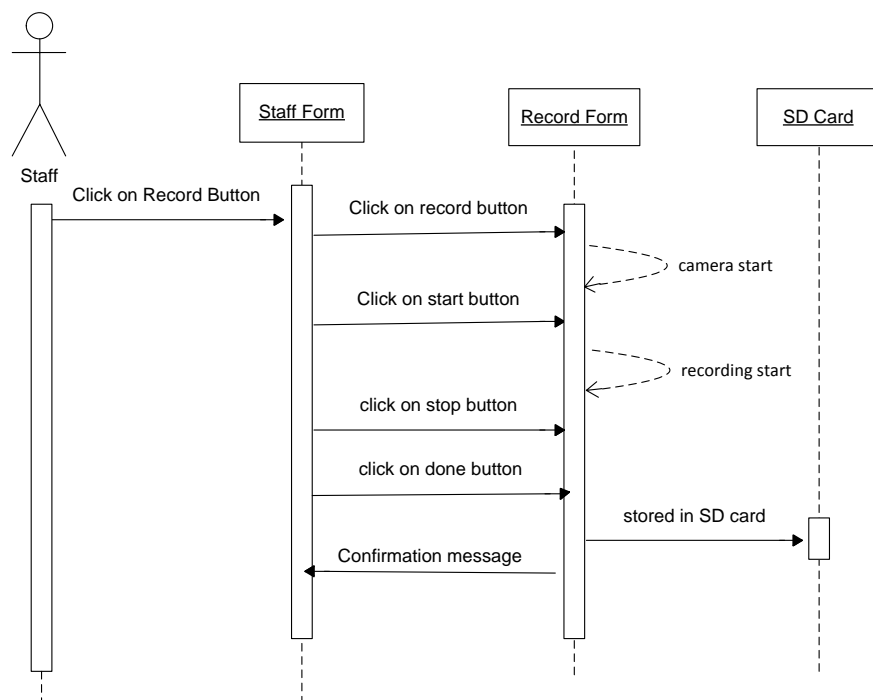 Staff Form
Record Form
SD Card
Staff
Click on Record Button
Click on record button
camera start
Click on start button
recording start
click on stop button
click on done button
stored in SD card
Confirmation message